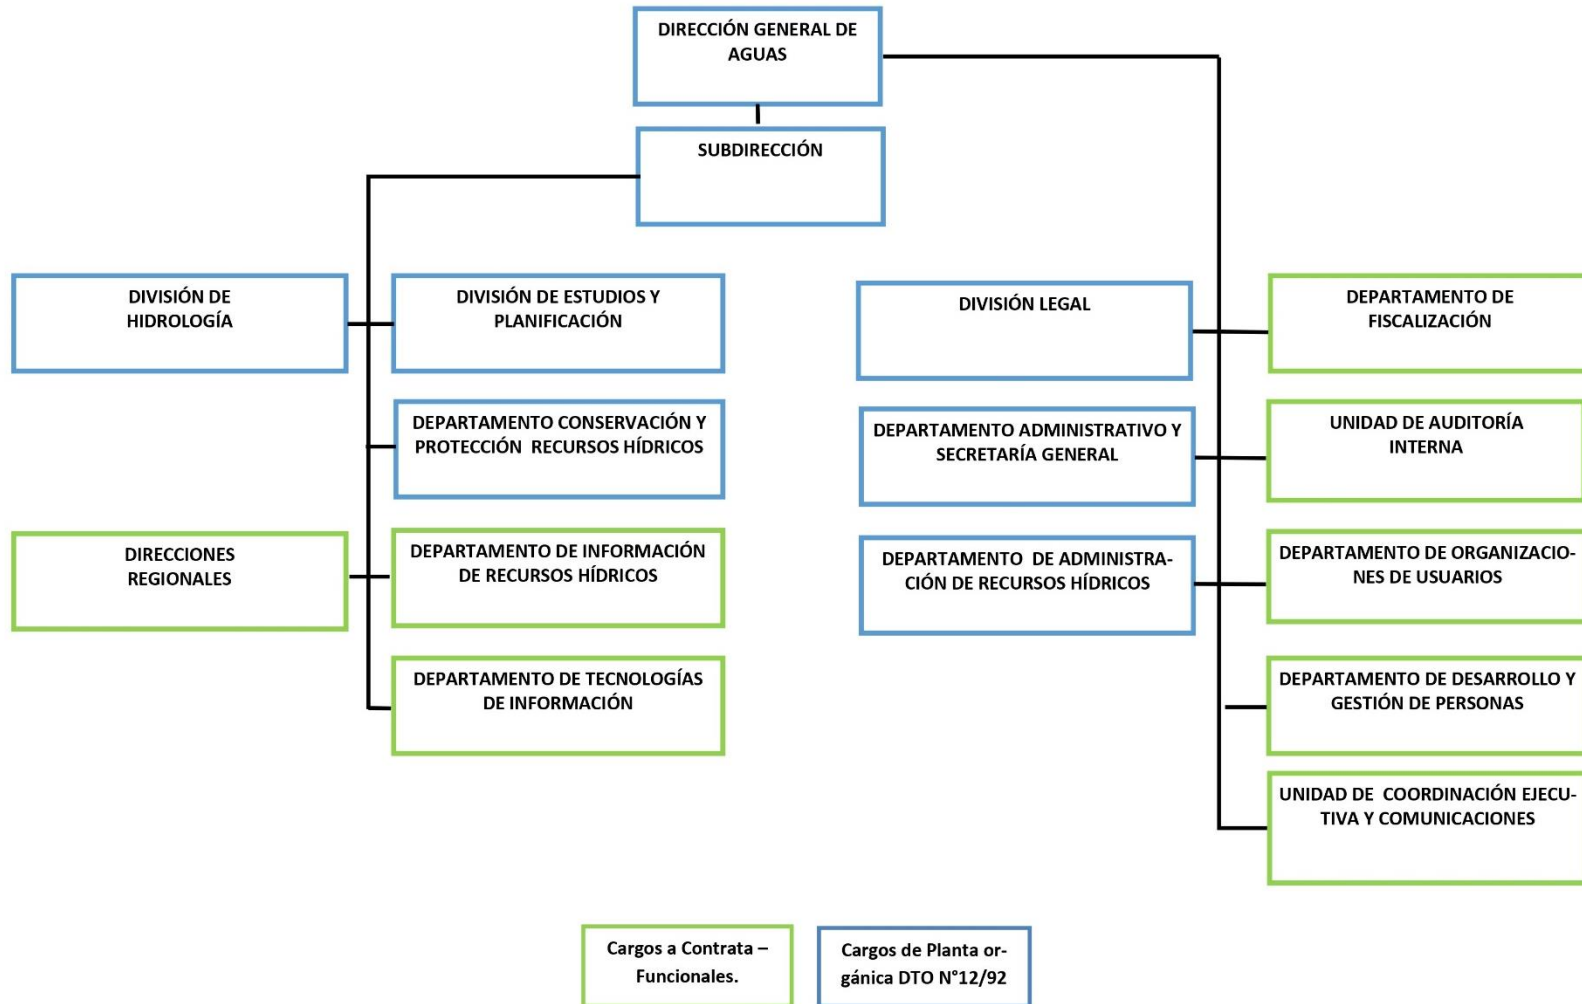 DIRECCIÓN GENERAL DE
AGUAS
SUBDIRECCIÓN
DIVISIÓN DE
HIDROLOGÍA
DIVISIÓN DE ESTUDIOS Y
PLANIFICACIÓN
DIVISIÓN LEGAL
DEPARTAMENTO DE
FISCALIZACIÓN
DEPARTAMENTO CONSERVACIÓN Y
PROTECCIÓN RECURSOS HÍDRICOS
DEPARTAMENTO ADMINISTRATIVO Y
SECRETARÍA GENERAL
UNIDAD DE AUDITORÍA
INTERNA
DIRECIONES
REGIONALES
DEPARTAMENTO DE INFORMACIÓN
DE RECURSOS HÍDRICOS
DEPARTAMENTO DE ADMINISTRA-
CIÓN DE RECURSOS HÍDRICOS
DEPARTAMENTO DE ORGANIZACIO-
NES DE USUARIOS
DEPARTAMENTO DE TECNOLOGÍAS
DE INFORMACIÓN
DEPARTAMENTO DE DESARROLLO Y
GESTIÓN DE PERSONAS
UNIDAD DE COORDINACIÓN EJECU-
TIVA Y COMUNICACIONES
Cargos a Contrata –
Funcionales.
Cargos de Planta or-
gánica DTO N°12/92